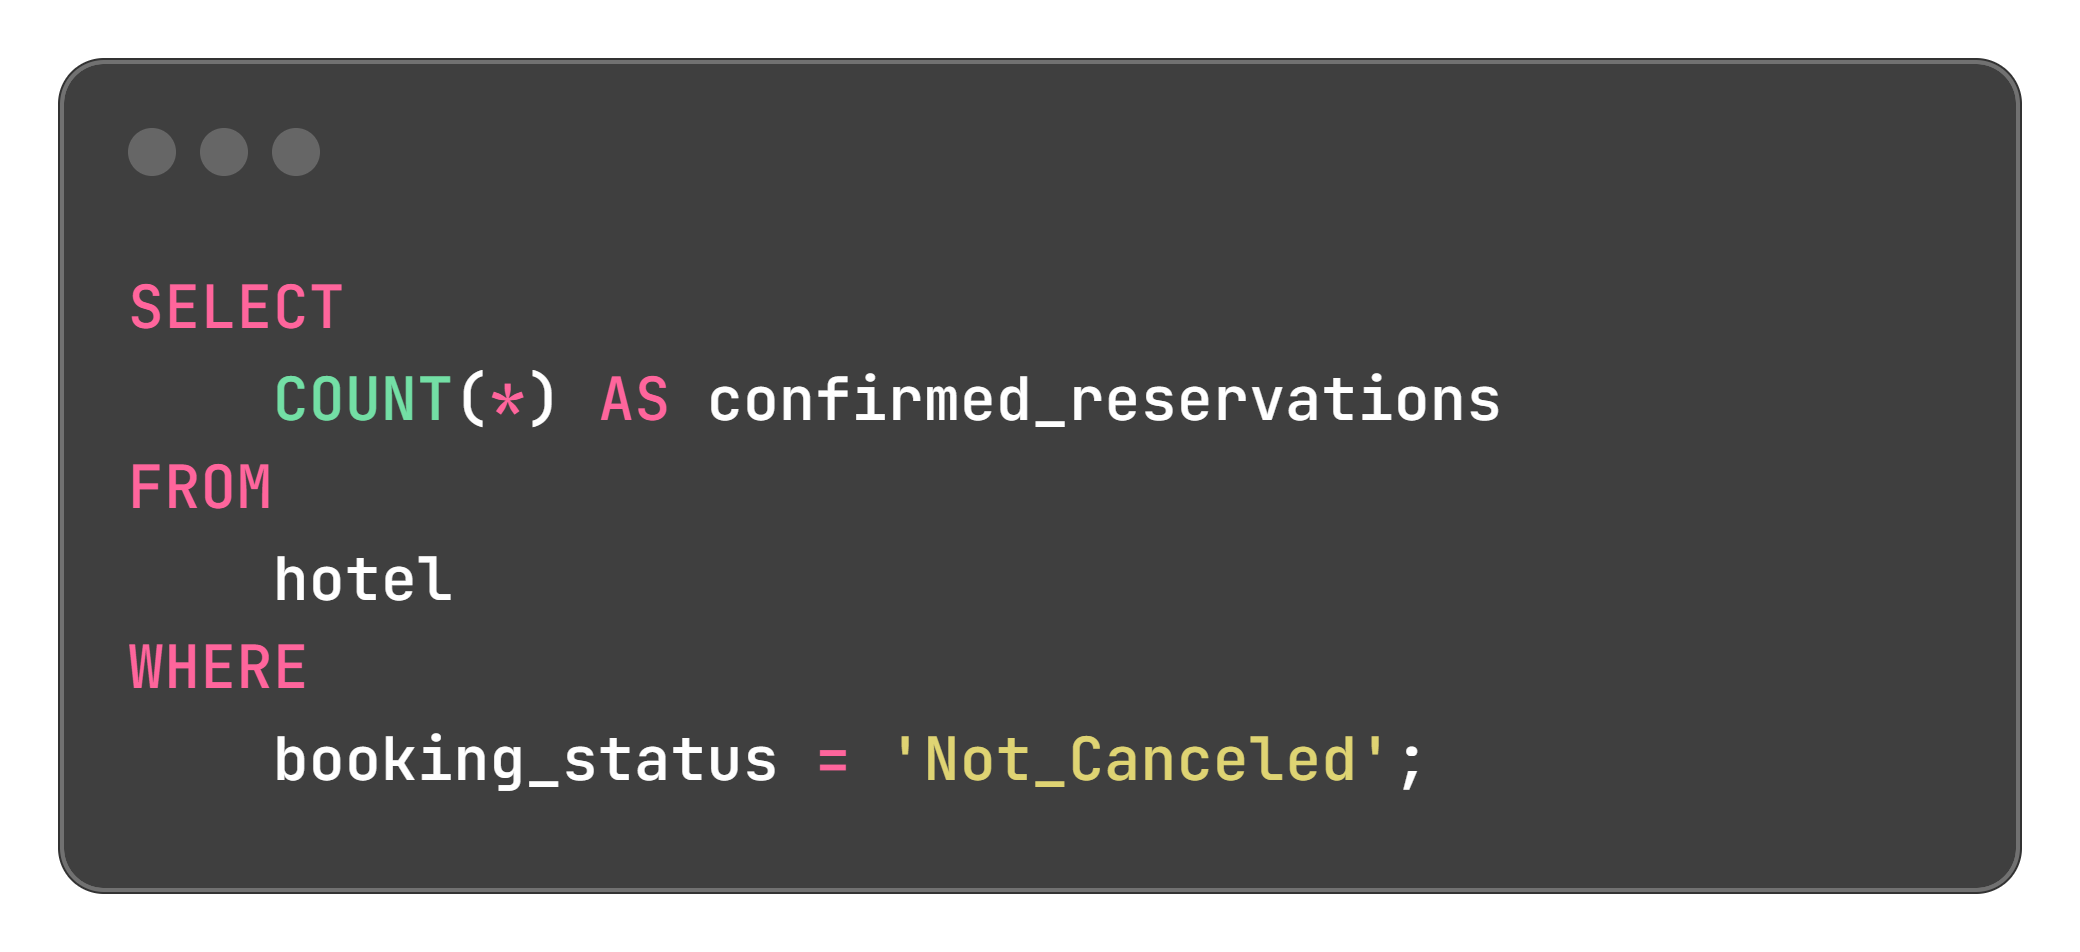 SELECT
    COUNT(*) AS confirmed_reservations
FROM
    hotel
WHERE
    booking_status = 'Not_Canceled';